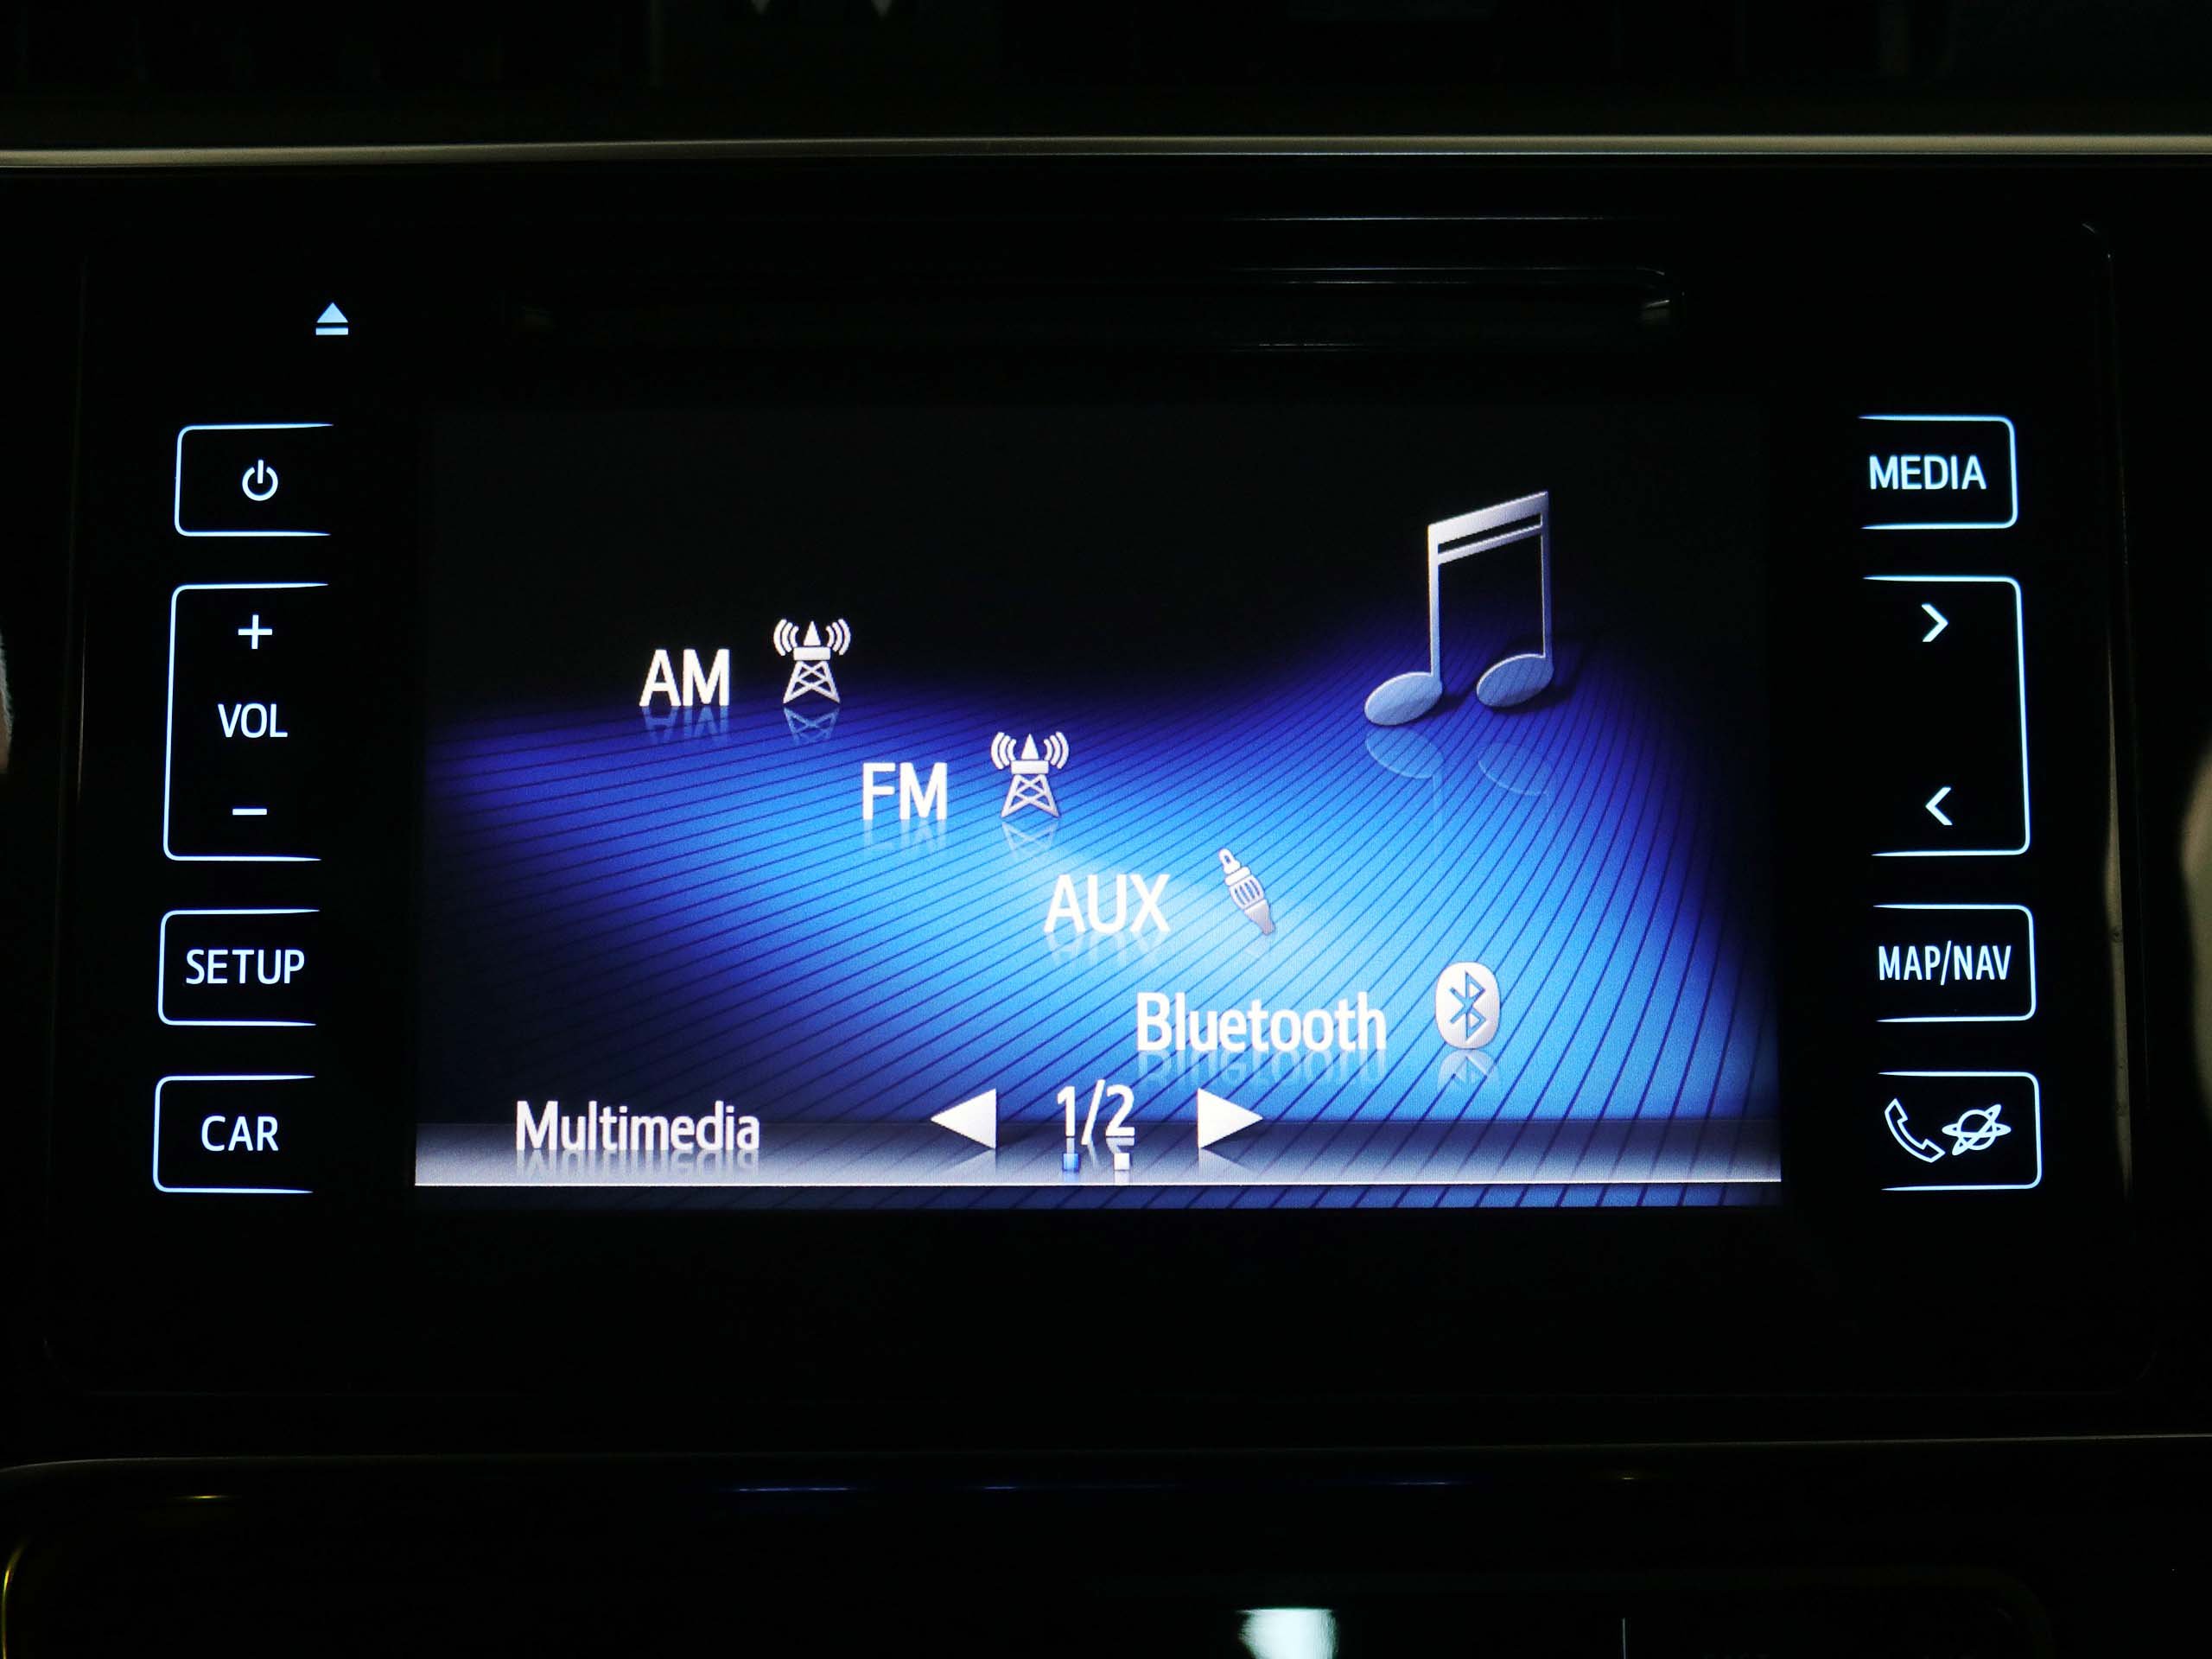 MEDIA
+
AM
VOL
FM
−
AUX
SETUP
MAP/NAV
Bluetooth
CAR
Multimedia
1/2